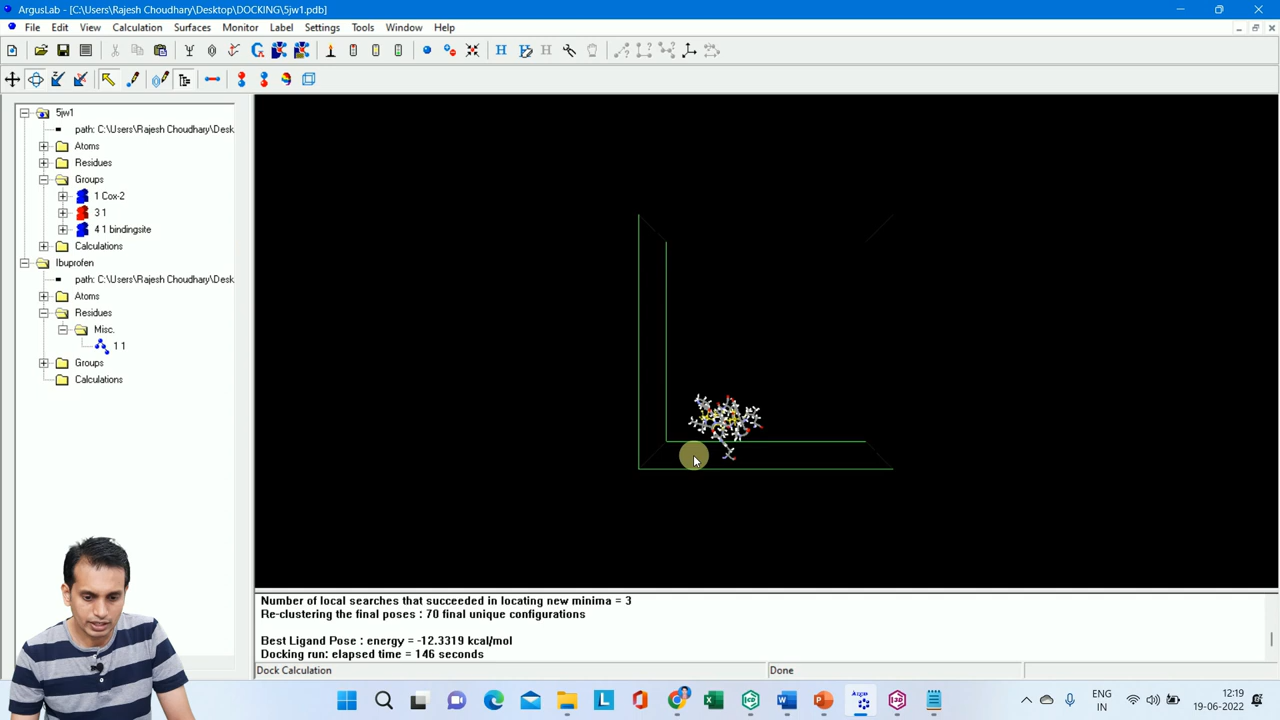 ArgusLab - [C:\Users\Rajesh Choudhary\Desktop\DOCKING\5jw1.pdb]
File Edit View Calculation Surfaces Monitor Label Settings Tools Window Help
5jw1
path: C:\Users\Rajesh Choudhary\Desk
Atoms
Residues
Groups
1 Cox-2
3 1
4 1 bindingsite
Calculations
Ibuprofen
path: C:\Users\Rajesh Choudhary\Desk
Atoms
Residues
Misc.
1 1
Groups
Calculations
Number of local searches that succeeded in locating new minima = 3
Re-clustering the final poses : 70 final unique configurations
Best Ligand Pose : energy = -12.3319 kcal/mol
Docking run: elapsed time = 146 seconds
Dock Calculation
Done
ENG
IN
12:19
19-06-2022